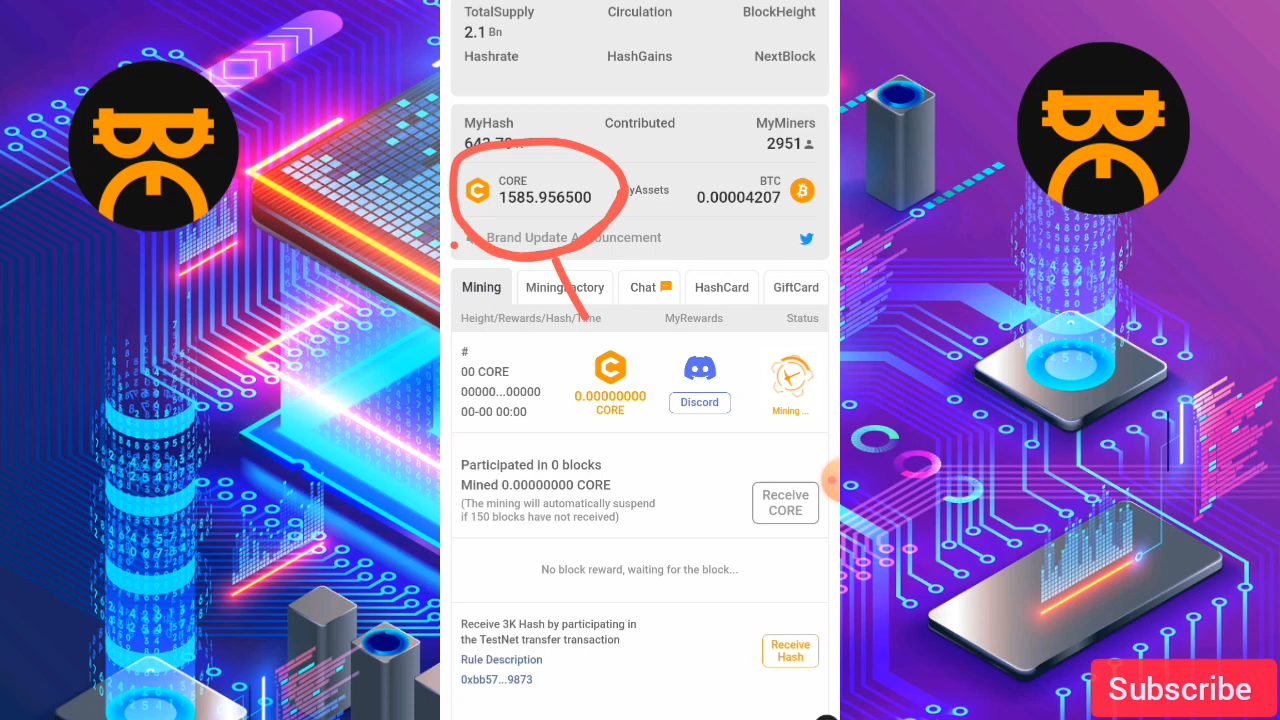 TotalSupply Circulation BlockHeight
2.1 Bn
Hashrate HashGains NextBlock
MyHash Contributed MyMiners
2951
CORE
1585.956500
yAssets
BTC
0.00004207
Brand Update Announcement
Mining MiningFactory Chat HashCard GiftCard
Height/Rewards/Hash/Time MyRewards Status
#
00 CORE
00000...00000
00-00 00:00
0.00000000
CORE
Discord
Mining ...
Participated in 0 blocks
Mined 0.00000000 CORE
(The mining will automatically suspend
if 150 blocks have not received)
Receive
CORE
No block reward, waiting for the block...
Receive 3K Hash by participating in
the TestNet transfer transaction
Rule Description
0xbb57...9873
Receive
Hash
Subscribe